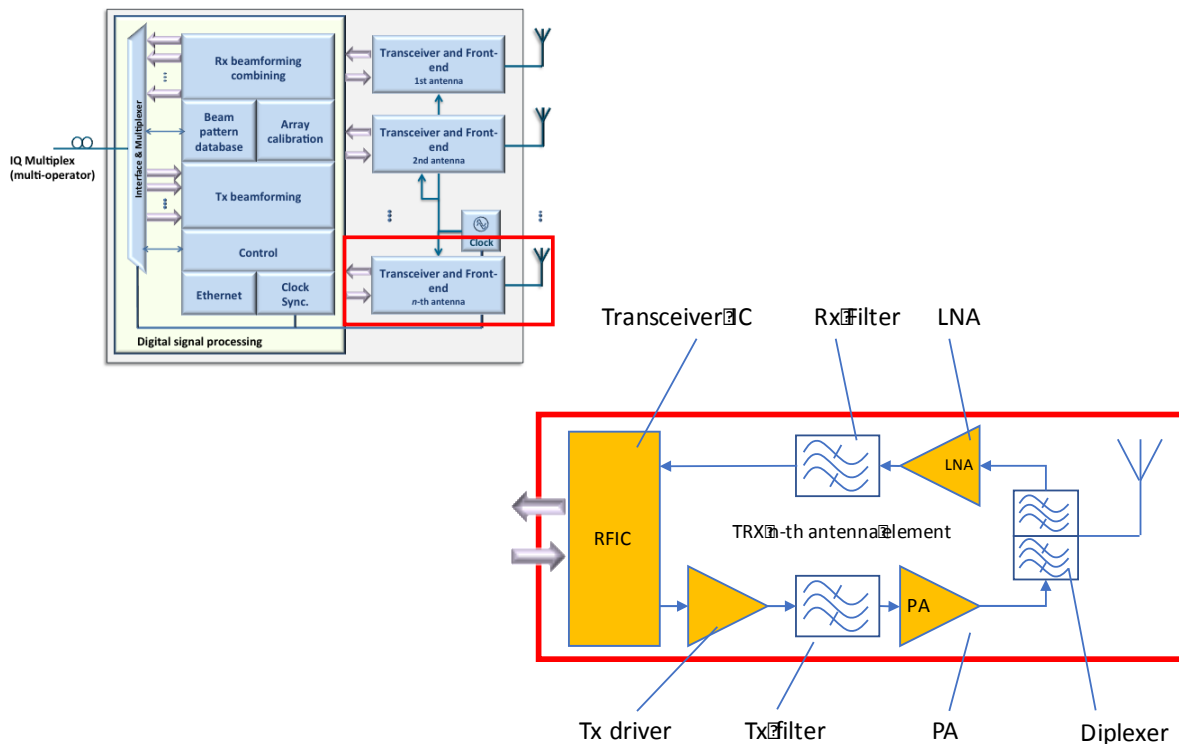 Rx beamforming
combining
Beam
pattern
database
Array
calibration
Tx beamforming
Control
Ethernet
Clock
Sync.
Digital signal processing
Interface & Multiplexer
IQ Multiplex
(multi-operator)
...
...
Transceiver and Front-
end
1st antenna
Transceiver and Front-
end
2nd antenna
...
...
Clock
Transceiver and Front-
end
n-th antenna
Transceiver�IC
Rx�Filter
LNA
LNA
RFIC
TRX�n-th antenna�element
PA
Tx driver
Tx�filter
PA
Diplexer